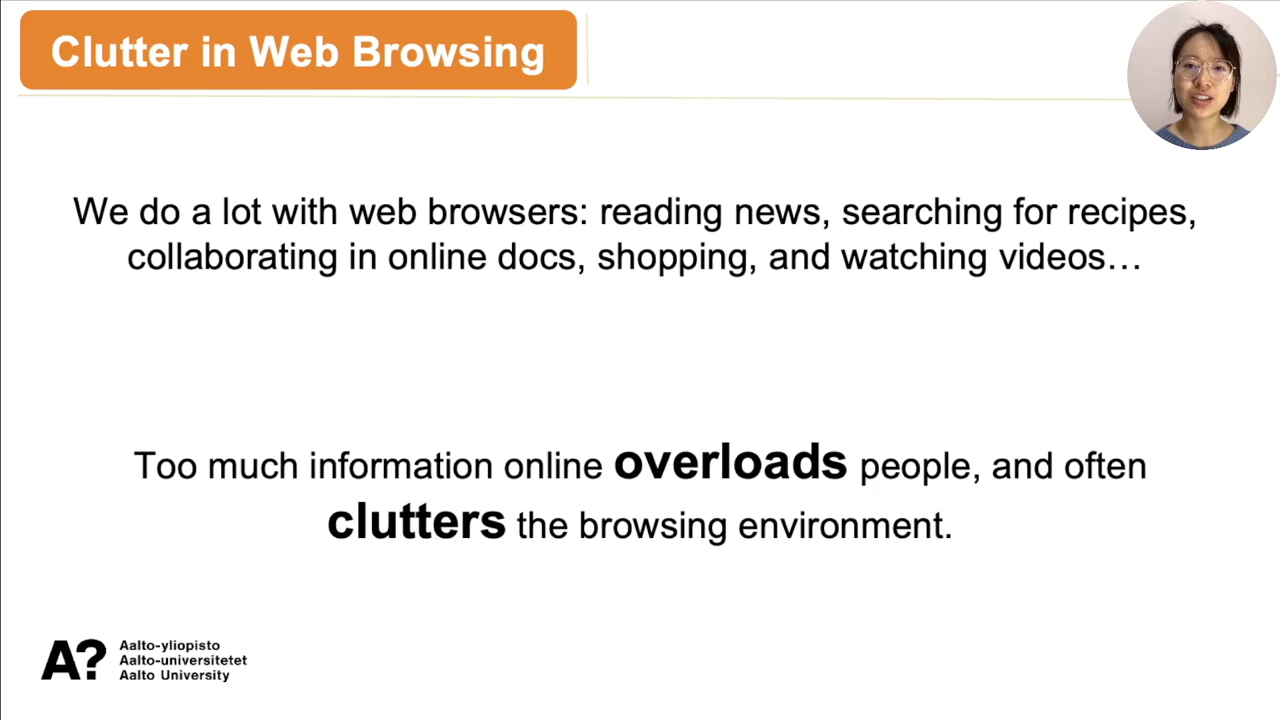 Clutter in Web Browsing
We do a lot with web browsers: reading news, searching for recipes,
collaborating in online docs, shopping, and watching videos…
Too much information online overloads people, and often
clutters the browsing environment.
A?
Aalto-yliopisto
Aalto-universitetet
Aalto University